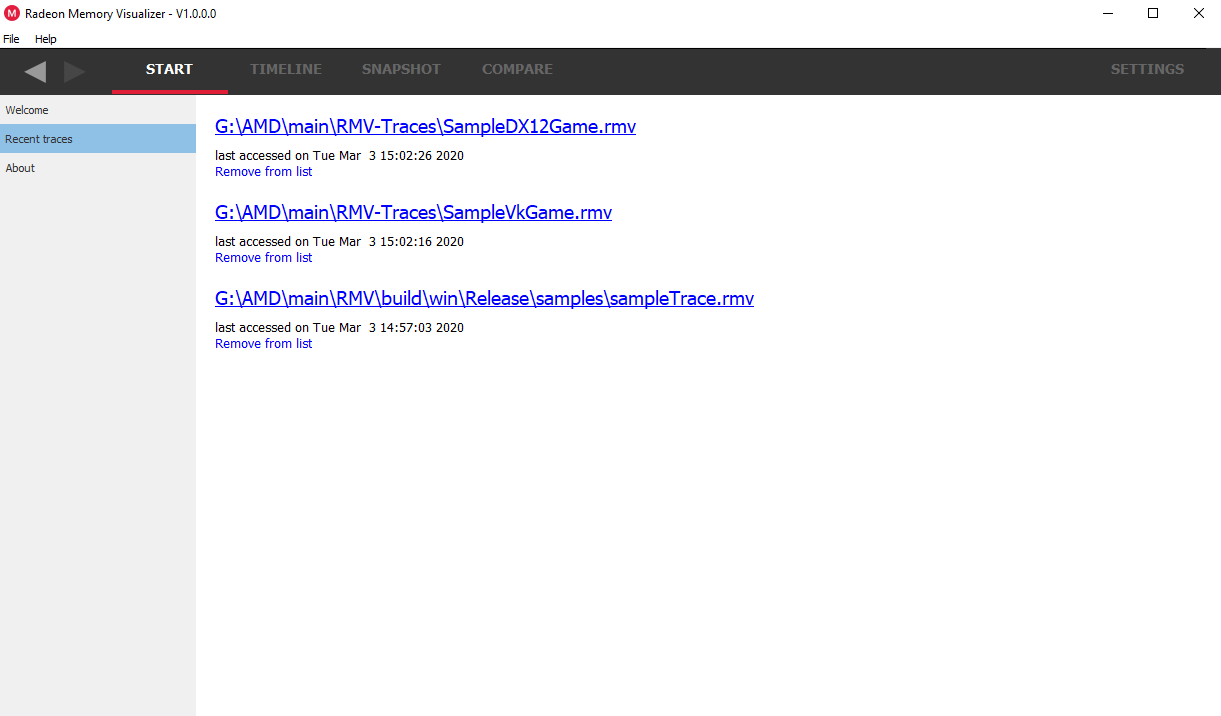 M Radeon Memory Visualizer - V1.0.0.0
File Help
START TIMELINE SNAPSHOT COMPARE SETTINGS
Welcome
Recent traces
About
G:\AMD\main\RMV-Traces\SampleDX12Game.rmv
last accessed on Tue Mar  3 15:02:26 2020
Remove from list
G:\AMD\main\RMV-Traces\SampleVkGame.rmv
last accessed on Tue Mar  3 15:02:16 2020
Remove from list
G:\AMD\main\RMV\build\win\Release\samples\sampleTrace.rmv
last accessed on Tue Mar  3 14:57:03 2020
Remove from list